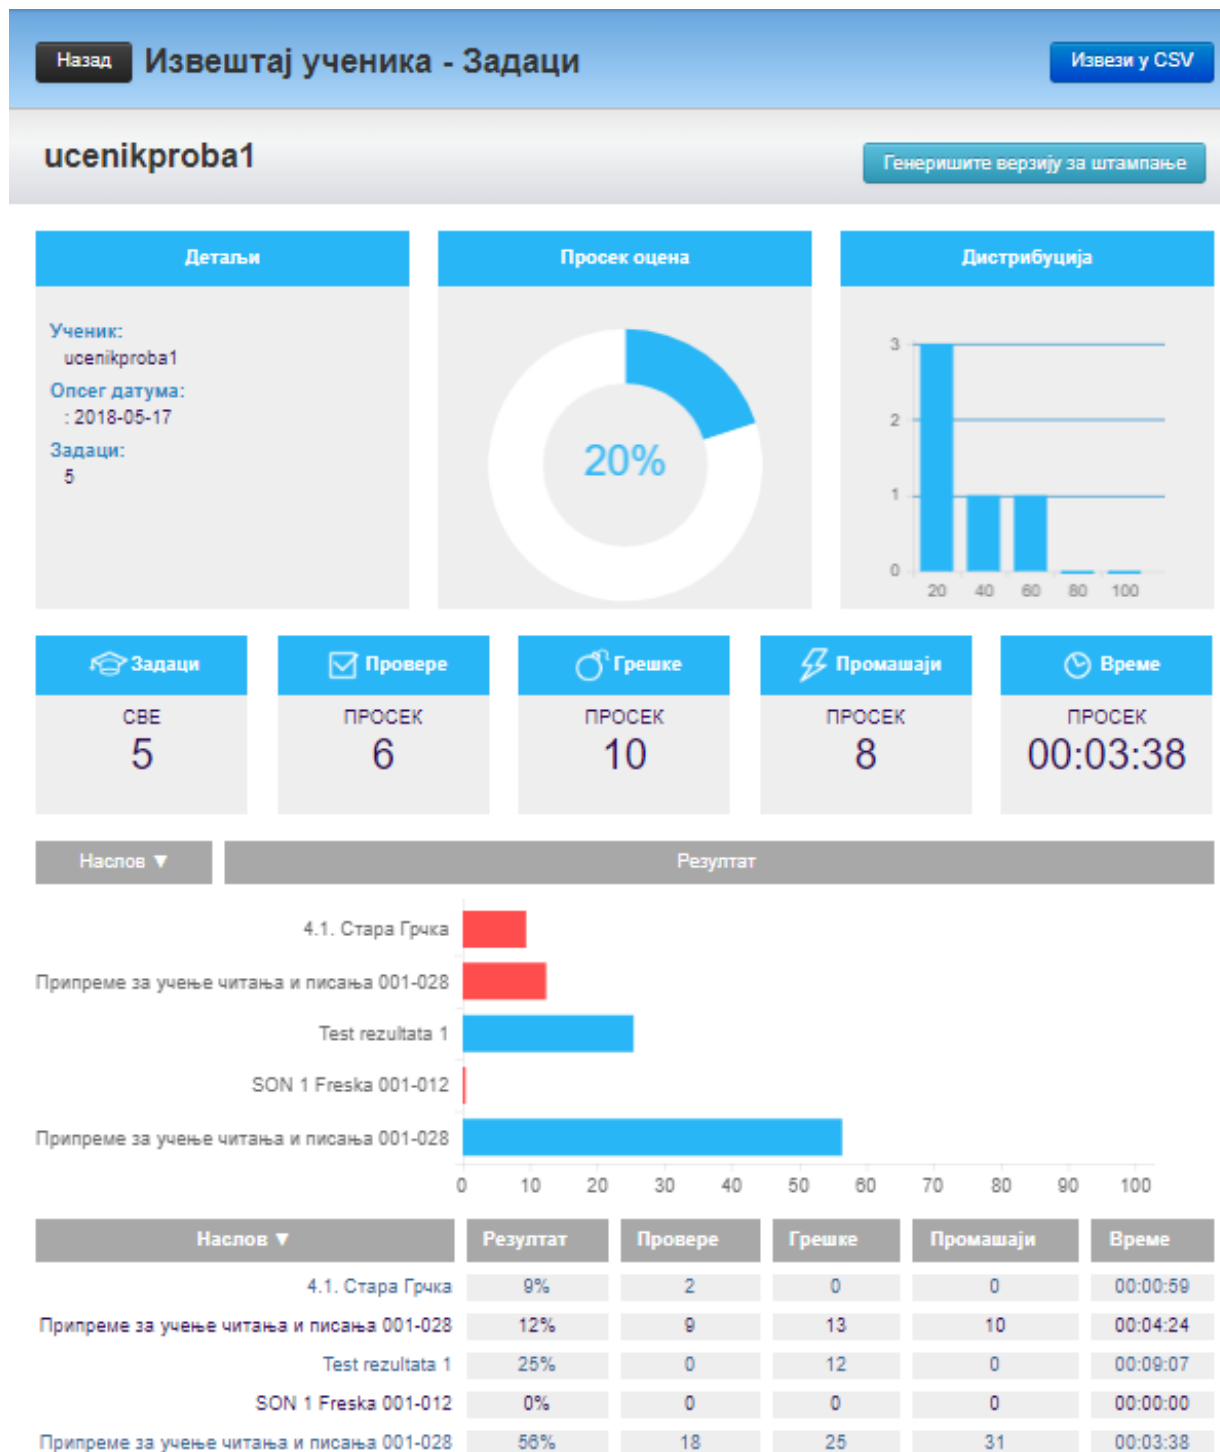 Назад Извештај ученика - Задаци Извези у CSV
ucenikproba1 Генеришите верзију за штампање
Детаљи
Ученик:
ucenikproba1
Опсег датума:
: 2018-05-17
Задаци:
5
Просек оцена
20%
Дистрибуција
3
2
1
0
20 40 60 80 100
Задаци
СВЕ
5
Провере
ПРОСЕК
6
Грешке
ПРОСЕК
10
Промашаји
ПРОСЕК
8
Време
ПРОСЕК
00:03:38
Наслов ▼ Резултат
4.1. Стара Грчка
Припреме за учење читања и писања 001-028
Test rezultata 1
SON 1 Freska 001-012
Припреме за учење читања и писања 001-028
0 10 20 30 40 50 60 70 80 90 100
Наслов ▼ Резултат Провере Грешке Промашаји Време
4.1. Стара Грчка 9% 2 0 0 00:00:59
Припреме за учење читања и писања 001-028 12% 9 13 10 00:04:24
Test rezultata 1 25% 0 12 0 00:09:07
SON 1 Freska 001-012 0% 0 0 0 00:00:00
Припреме за учење читања и писања 001-028 56% 18 25 31 00:03:38